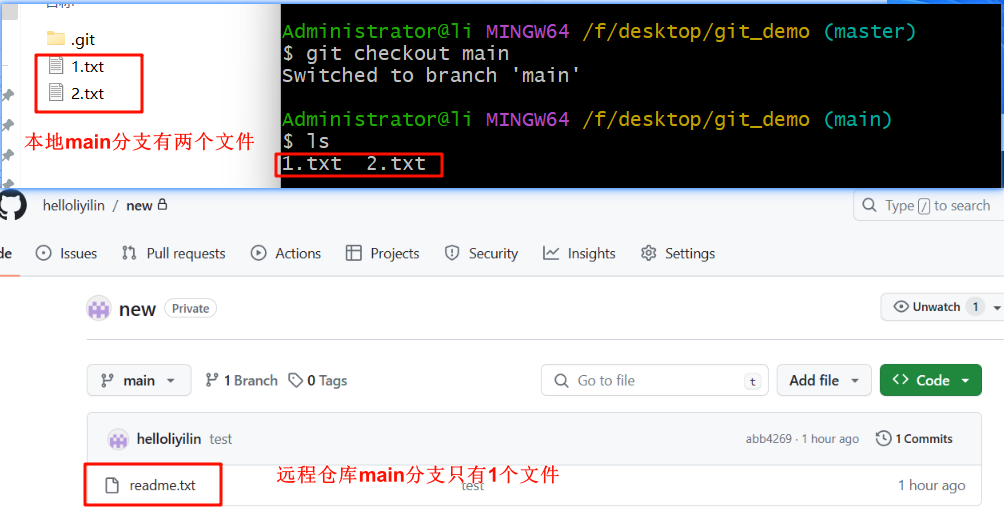 .git
1.txt
2.txt
本地main分支有两个文件
Administrator@li MINGW64 /f/desktop/git_demo (master)
$ git checkout main
Switched to branch 'main'
Administrator@li MINGW64 /f/desktop/git_demo (main)
$ ls
1.txt 2.txt
helloliyilin / new
Type / to search
de Issues Pull requests Actions Projects Security Insights Settings
new Private
Unwatch 1
main 1 Branch 0 Tags
Go to file t
Add file
Code
helloliyilin test
abb4269 · 1 hour ago
1 Commits
readme.txt
test
1 hour ago
远程仓库main分支只有1个文件